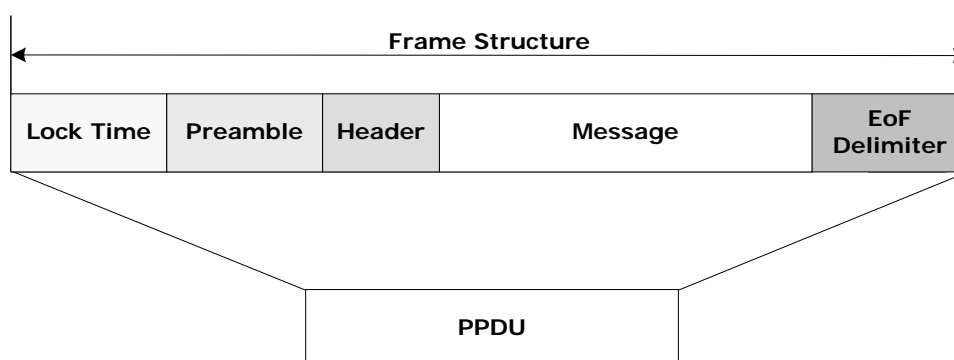 Frame Structure
Lock Time
Preamble
Header
Message
EoF
Delimiter
PPDU